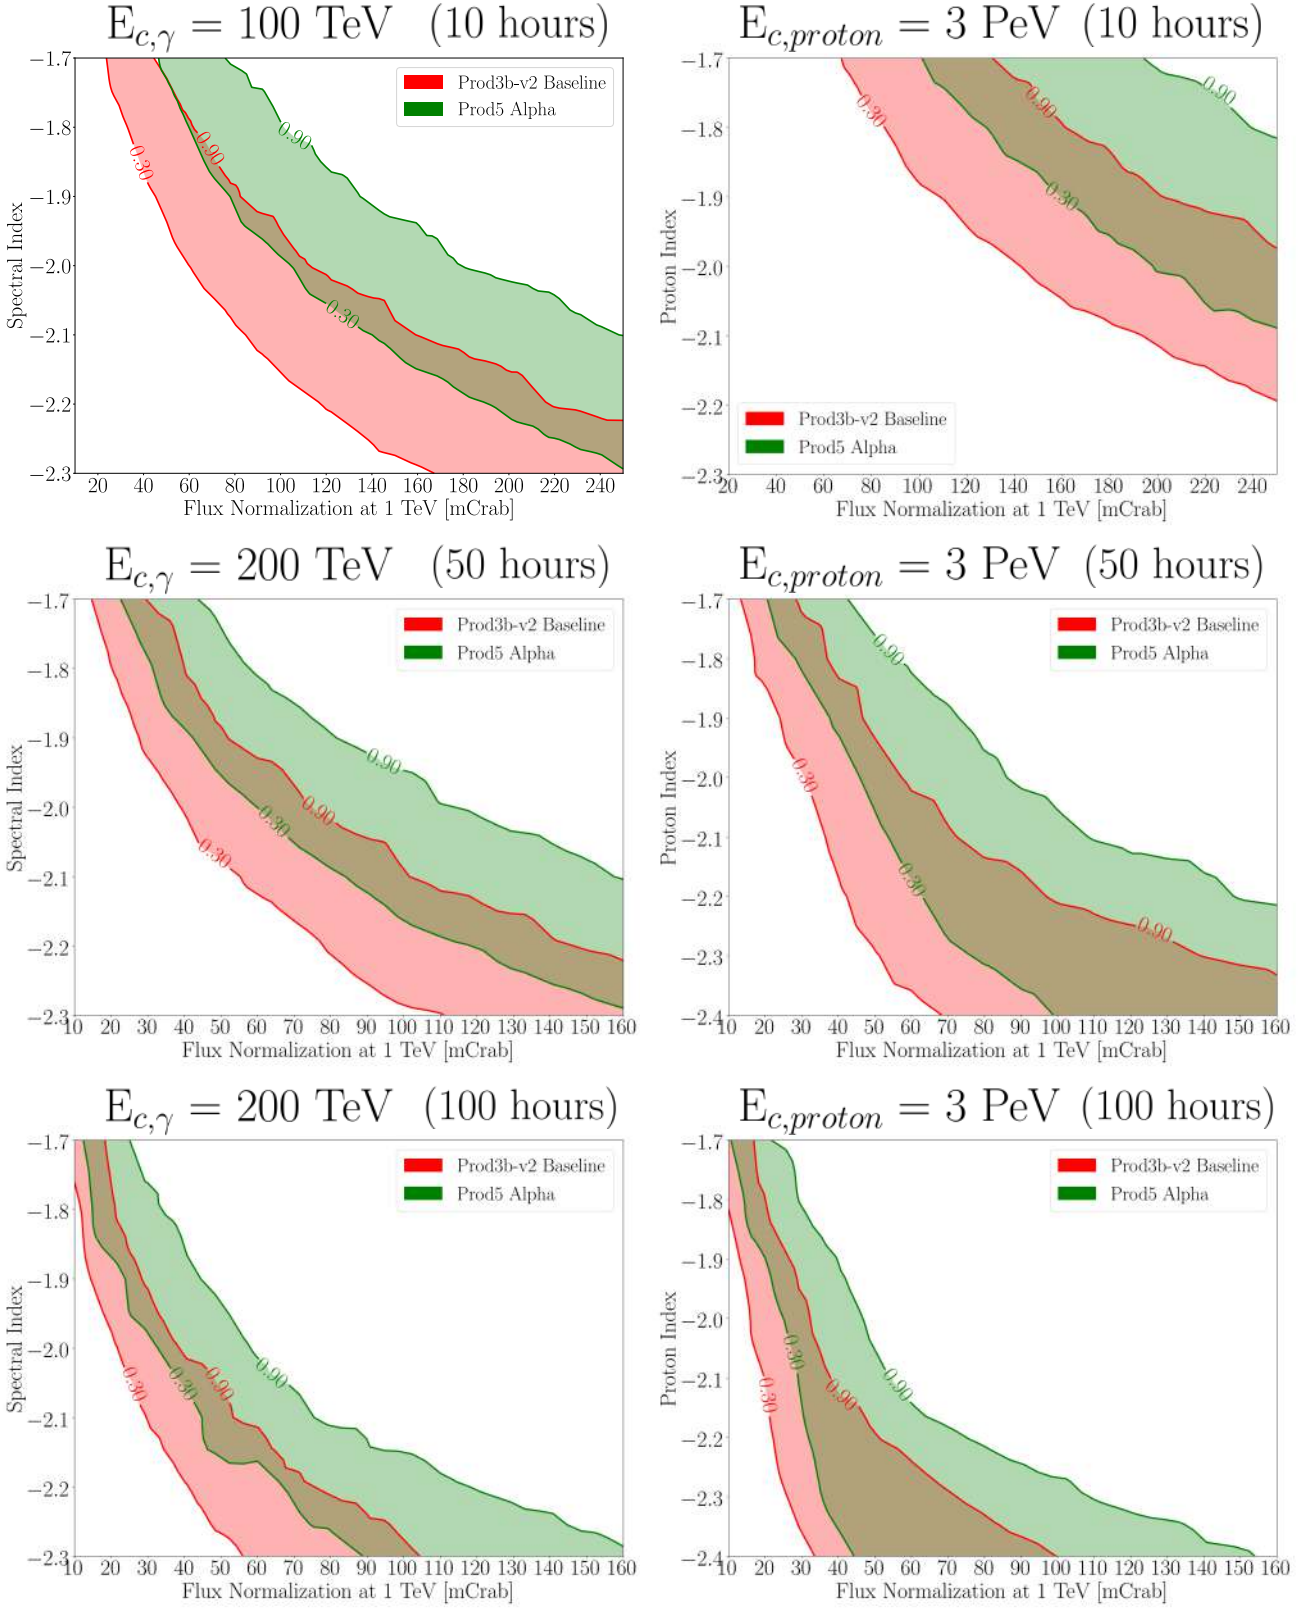 E_{c,γ} = 100 TeV (10 hours)
−1.7
−1.8
−1.9
−2.0
−2.1
−2.2
−2.3
Spectral Index
20 40 60 80 100 120 140 160 180 200 220 240
Flux Normalization at 1 TeV [mCrab]
Prod3b-v2 Baseline
Prod5 Alpha
0.30
0.90
0.30
0.90
E_{c,proton} = 3 PeV (10 hours)
−1.7
−1.8
−1.9
−2.0
−2.1
−2.2
−2.3
Proton Index
20 40 60 80 100 120 140 160 180 200 220 240
Flux Normalization at 1 TeV [mCrab]
Prod3b-v2 Baseline
Prod5 Alpha
0.30
0.90
0.30
0.90
E_{c,γ} = 200 TeV (50 hours)
−1.7
−1.8
−1.9
−2.0
−2.1
−2.2
−2.3
Spectral Index
10 20 30 40 50 60 70 80 90 100 110 120 130 140 150 160
Flux Normalization at 1 TeV [mCrab]
Prod3b-v2 Baseline
Prod5 Alpha
0.30
0.90
0.30
0.90
E_{c,proton} = 3 PeV (50 hours)
−1.7
−1.8
−1.9
−2.0
−2.1
−2.2
−2.3
−2.4
Proton Index
10 20 30 40 50 60 70 80 90 100 110 120 130 140 150 160
Flux Normalization at 1 TeV [mCrab]
Prod3b-v2 Baseline
Prod5 Alpha
0.30
0.90
0.30
0.90
E_{c,γ} = 200 TeV (100 hours)
−1.7
−1.8
−1.9
−2.0
−2.1
−2.2
−2.3
Spectral Index
10 20 30 40 50 60 70 80 90 100 110 120 130 140 150 160
Flux Normalization at 1 TeV [mCrab]
Prod3b-v2 Baseline
Prod5 Alpha
0.30
0.30
0.90
0.90
E_{c,proton} = 3 PeV (100 hours)
−1.7
−1.8
−1.9
−2.0
−2.1
−2.2
−2.3
−2.4
Proton Index
10 20 30 40 50 60 70 80 90 100 110 120 130 140 150 160
Flux Normalization at 1 TeV [mCrab]
Prod3b-v2 Baseline
Prod5 Alpha
0.30
0.30
0.90
0.90